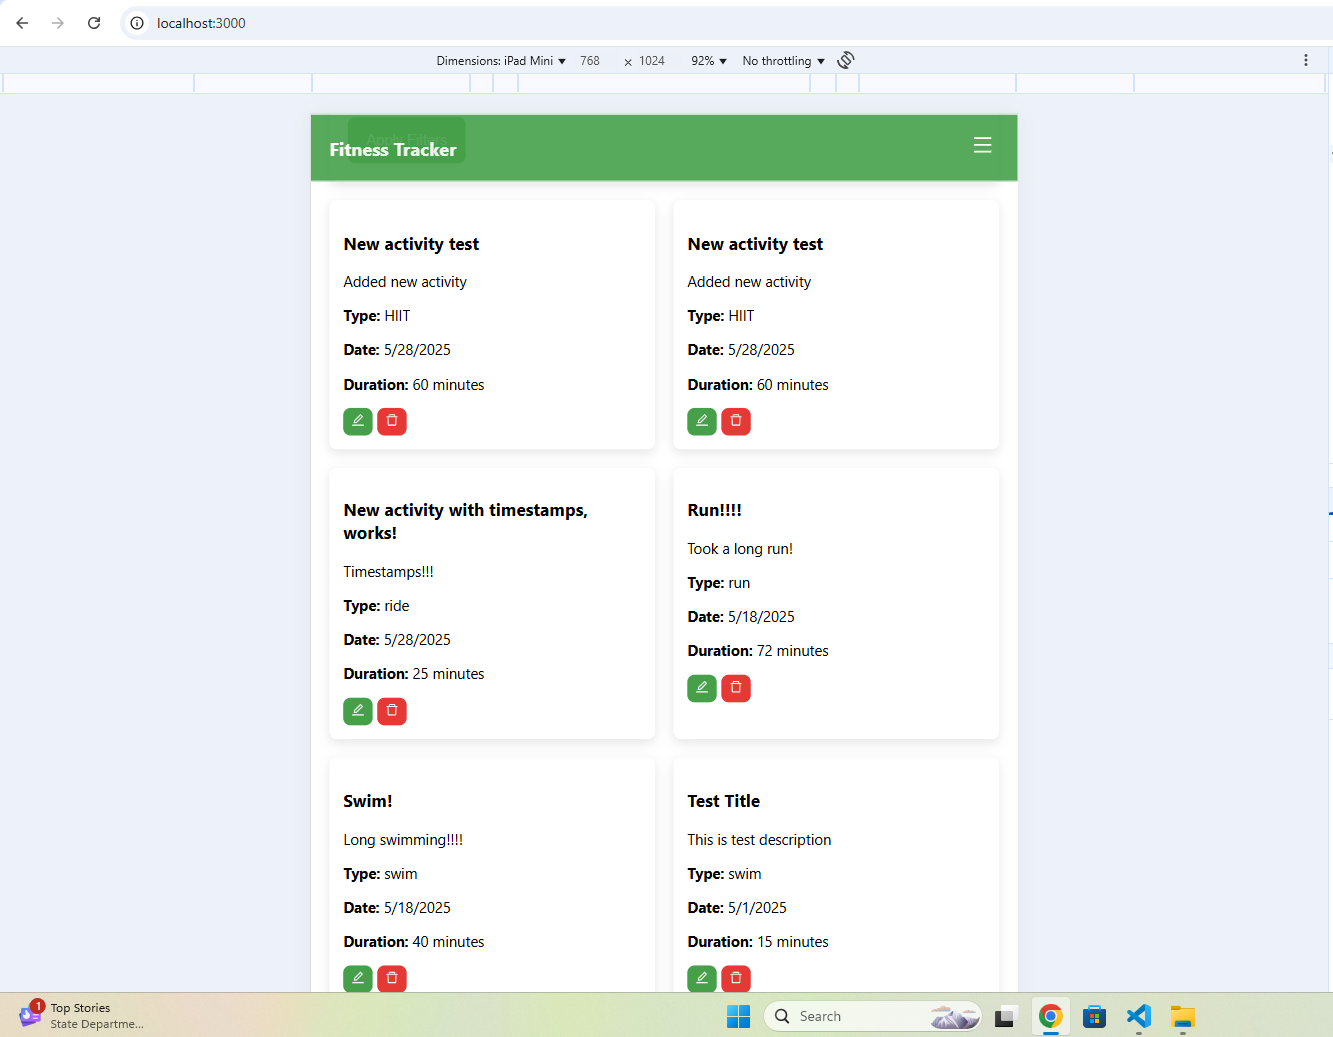 localhost:3000
Dimensions: iPad Mini 768 × 1024 92% No throttling
Apply Filters
Fitness Tracker
New activity test
Added new activity
Type: HIIT
Date: 5/28/2025
Duration: 60 minutes
New activity test
Added new activity
Type: HIIT
Date: 5/28/2025
Duration: 60 minutes
New activity with timestamps,
works!
Timestamps!!!
Type: ride
Date: 5/28/2025
Duration: 25 minutes
Run!!!!
Took a long run!
Type: run
Date: 5/18/2025
Duration: 72 minutes
Swim!
Long swimming!!!!
Type: swim
Date: 5/18/2025
Duration: 40 minutes
Test Title
This is test description
Type: swim
Date: 5/1/2025
Duration: 15 minutes
1
Top Stories
State Departme...
Search